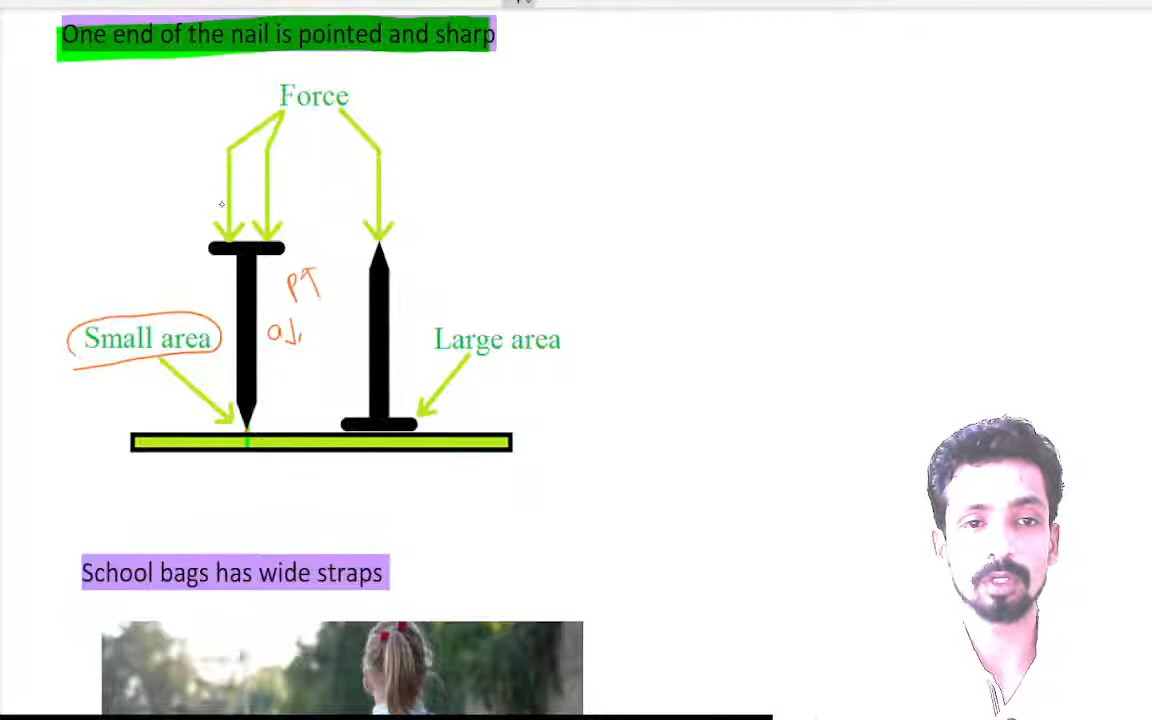 One end of the nail is pointed and sharp
Force
P↑
a↓
Small area
Large area
School bags has wide straps